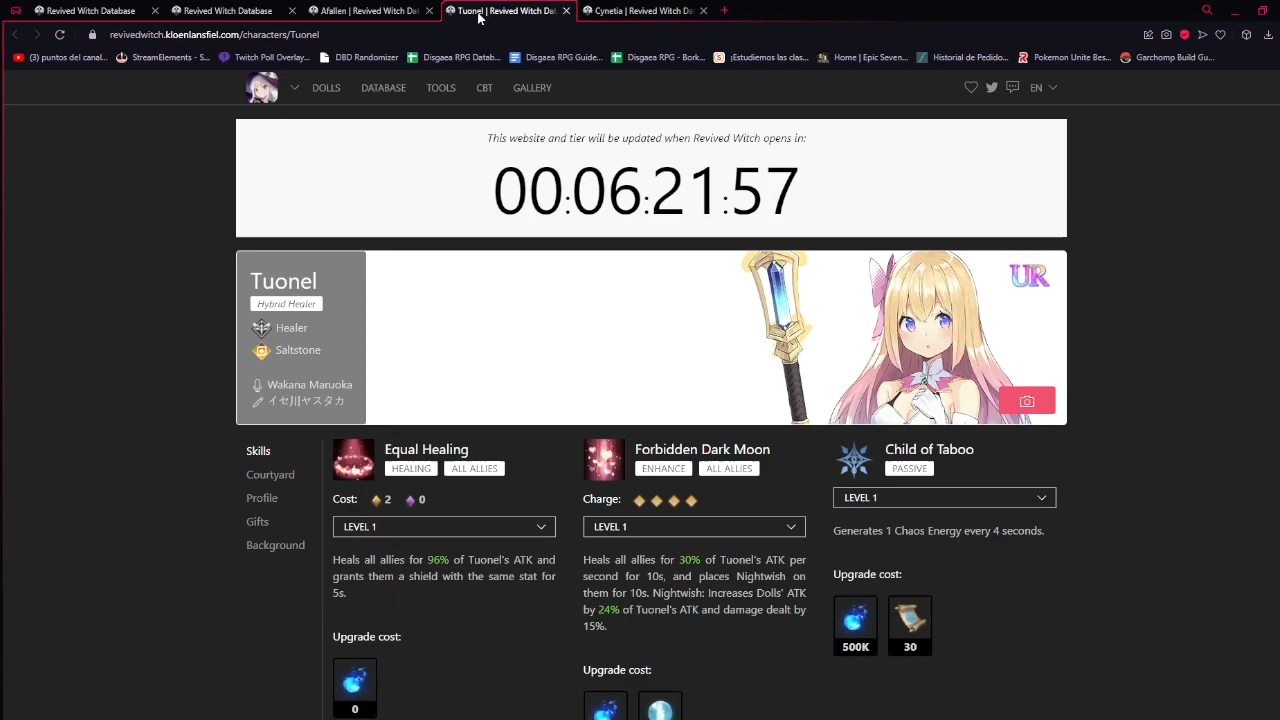 Revived Witch Database
Revived Witch Database
Afallen | Revived Witch Dat
Tuonel | Revived Witch Dat
Cynetia | Revived Witch Dat
revivedwitch.kloenlansfiel.com/characters/Tuonel
(3) puntos del canal...
StreamElements - S...
Twitch Poll Overlay...
DBD Randomizer
Disgaea RPG Datab...
Disgaea RPG Guide...
Disgaea RPG - Bork...
¡Estudiemos las clas...
Home | Epic Seven...
Historial de Pedido...
Pokemon Unite Bes...
Garchomp Build Gu...
DOLLS
DATABASE
TOOLS
CBT
GALLERY
EN
This website and tier will be updated when Revived Witch opens in:
00:06:21:57
Tuonel
Hybrid Healer
Healer
Saltstone
Wakana Maruoka
イセ川ヤスタカ
UR
Skills
Courtyard
Profile
Gifts
Background
Equal Healing
HEALING
ALL ALLIES
Cost: 2 0
LEVEL 1
Heals all allies for 96% of Tuonel's ATK and
grants them a shield with the same stat for
5s.
Upgrade cost:
0
Forbidden Dark Moon
ENHANCE
ALL ALLIES
Charge:
LEVEL 1
Heals all allies for 30% of Tuonel's ATK per
second for 10s, and places Nightwish on
them for 10s. Nightwish: Increases Dolls' ATK
by 24% of Tuonel's ATK and damage dealt by
15%.
Upgrade cost:
Child of Taboo
PASSIVE
LEVEL 1
Generates 1 Chaos Energy every 4 seconds.
Upgrade cost:
500K
30